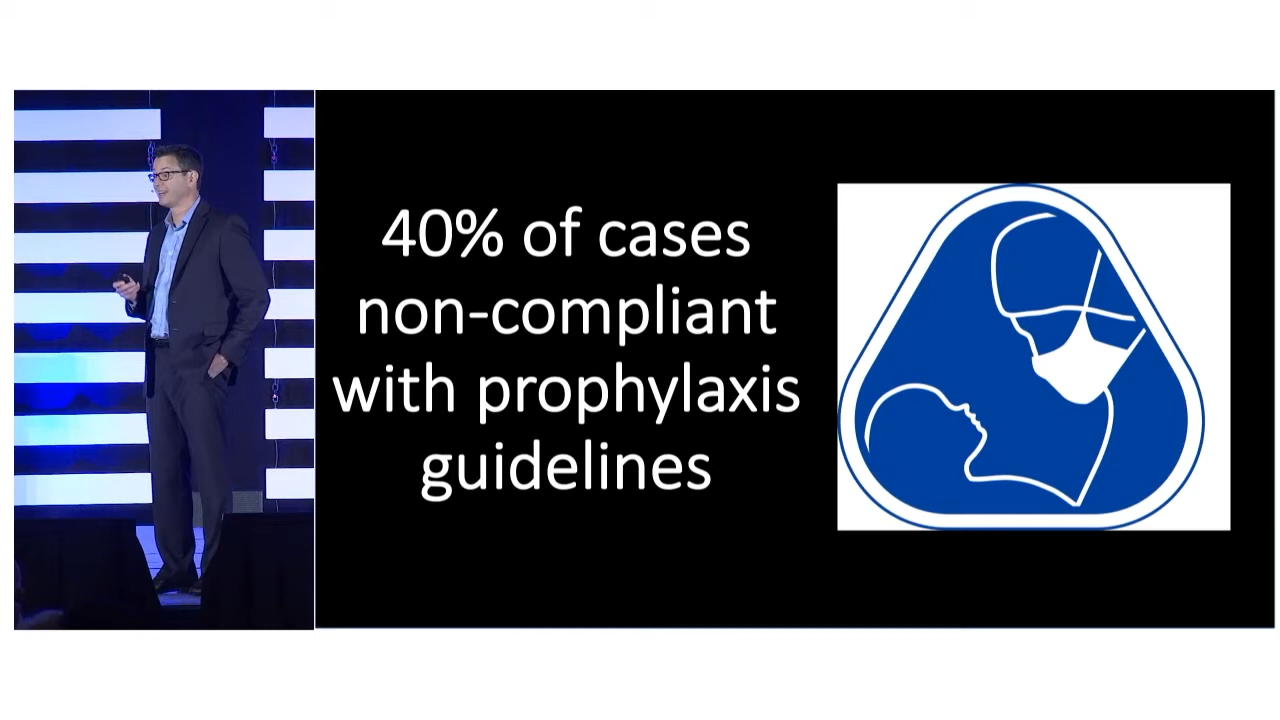 40% of cases
non-compliant
with prophylaxis
guidelines